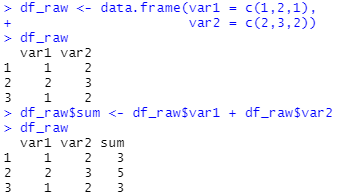 > df_raw <- data.frame(var1 = c(1,2,1),
+                      var2 = c(2,3,2))
> df_raw
  var1 var2
1    1    2
2    2    3
3    1    2
> df_raw$sum <- df_raw$var1 + df_raw$var2
> df_raw
  var1 var2 sum
1    1    2   3
2    2    3   5
3    1    2   3